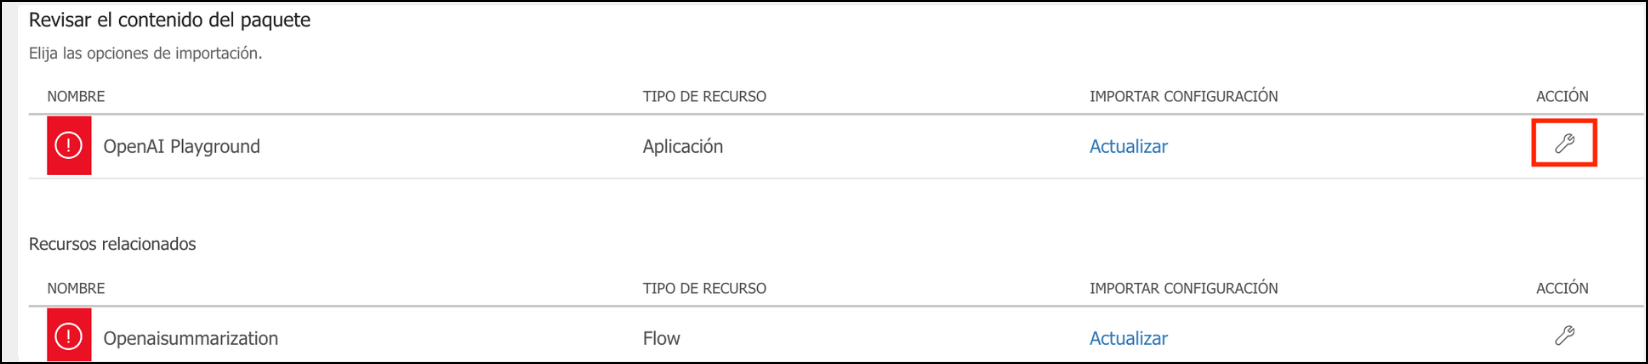 Revisar el contenido del paquete
Elija las opciones de importación.
NOMBRE TIPO DE RECURSO IMPORTAR CONFIGURACIÓN ACCIÓN
OpenAI Playground Aplicación Actualizar
Recursos relacionados
NOMBRE TIPO DE RECURSO IMPORTAR CONFIGURACIÓN ACCIÓN
Openaisummarization Flow Actualizar